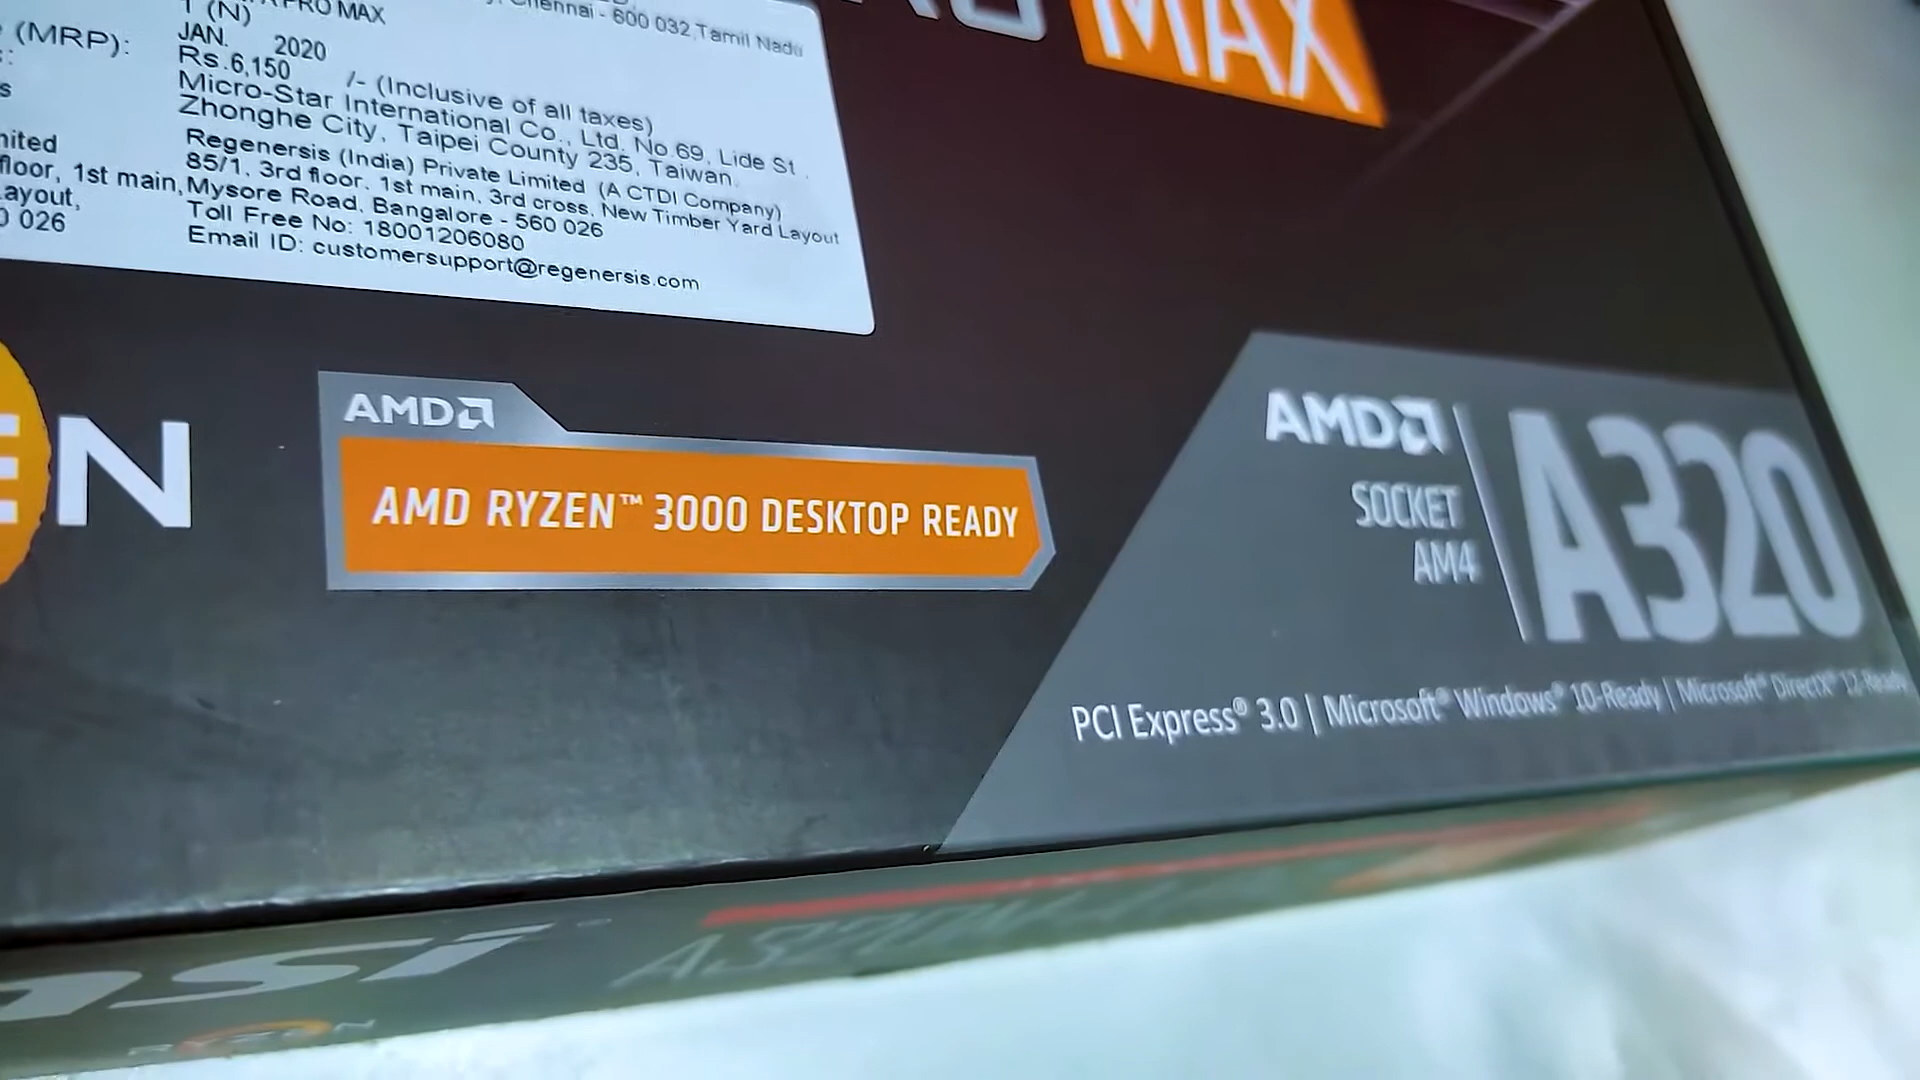 PRO MAX
Chennai - 600 032, Tamil Nadu
1 (N)
(MRP):
JAN. 2020
Rs.6,150 /- (Inclusive of all taxes)
Micro-Star International Co., Ltd. No.69, Lide St.
Zhonghe City, Taipei County 235, Taiwan.
Regenersis (India) Private Limited (A CTDI Company)
floor, 1st main, 85/1, 3rd floor, 1st main, 3rd cross, New Timber Yard Layout
ayout, Mysore Road, Bangalore - 560 026
0 026 Toll Free No: 18001206080
Email ID: customersupport@regenersis.com
MAX
EN
AMD
AMD RYZEN™ 3000 DESKTOP READY
AMD
SOCKET
AM4
A320
PCI Express® 3.0 | Microsoft® Windows® 10-Ready | Microsoft® DirectX® 12-Ready
msi